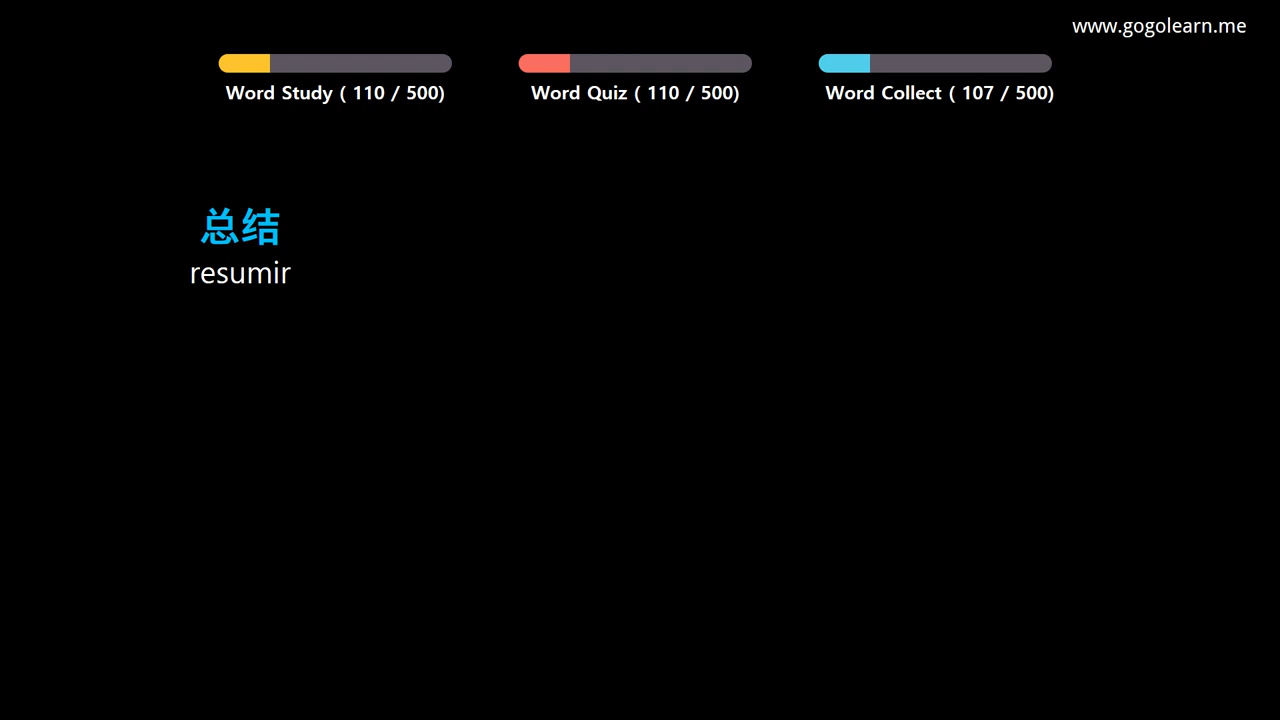 www.gogolearn.me
Word Study ( 110 / 500)
Word Quiz ( 110 / 500)
Word Collect ( 107 / 500)
总结
resumir